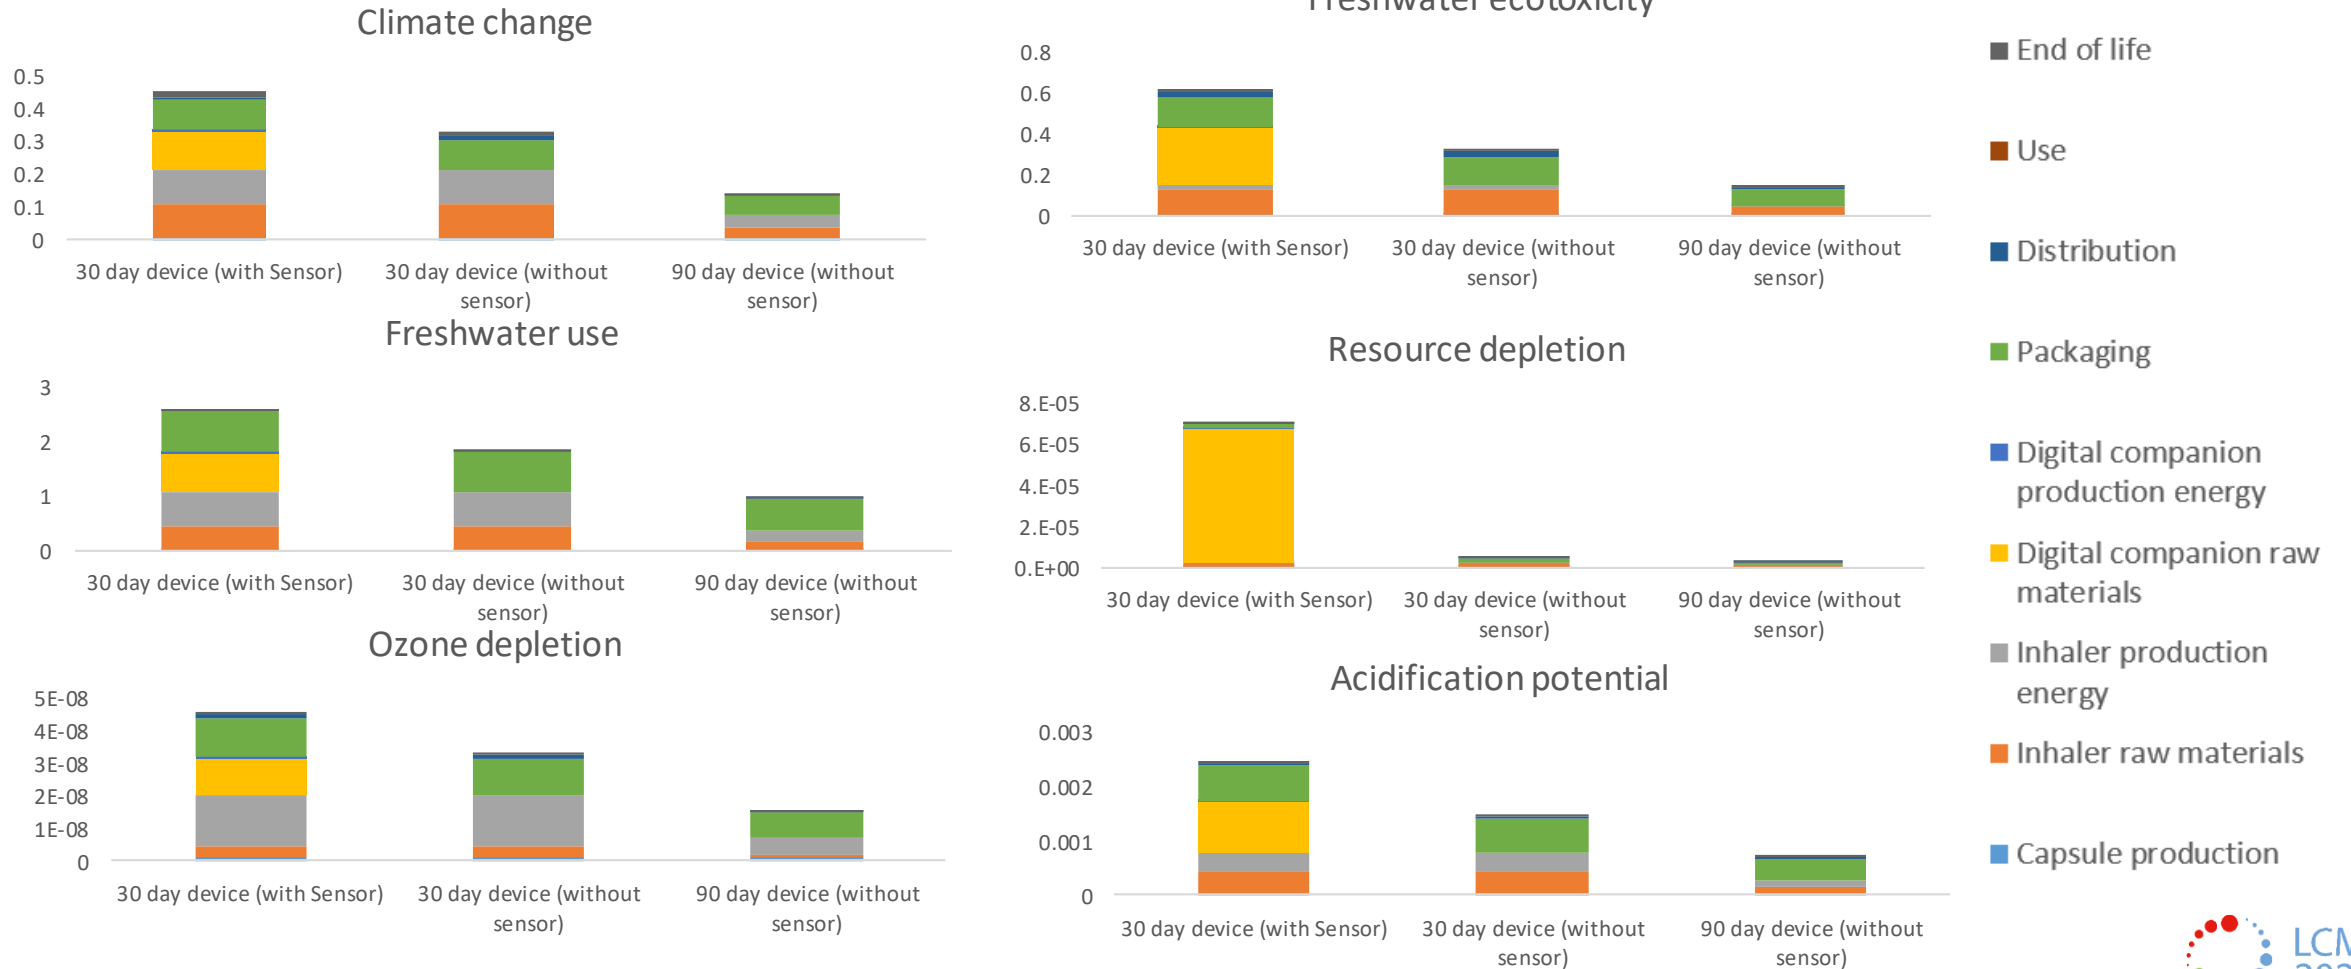 Climate change
0.5
0.4
0.3
0.2
0.1
0
30 day device (with Sensor)
30 day device (without
sensor)
90 day device (without
sensor)
Freshwater use
3
2
1
0
30 day device (with Sensor)
30 day device (without
sensor)
90 day device (without
sensor)
Ozone depletion
5E-08
4E-08
3E-08
2E-08
1E-08
0
30 day device (with Sensor)
30 day device (without
sensor)
90 day device (without
sensor)
Freshwater ecotoxicity
0.8
0.6
0.4
0.2
0
30 day device (with Sensor)
30 day device (without
sensor)
90 day device (without
sensor)
Resource depletion
8.E-05
6.E-05
4.E-05
2.E-05
0.E+00
30 day device (with Sensor)
30 day device (without
sensor)
90 day device (without
sensor)
Acidification potential
0.003
0.002
0.001
0
30 day device (with Sensor)
30 day device (without
sensor)
90 day device (without
sensor)
End of life
Use
Distribution
Packaging
Digital companion
production energy
Digital companion raw
materials
Inhaler production
energy
Inhaler raw materials
Capsule production
LCM